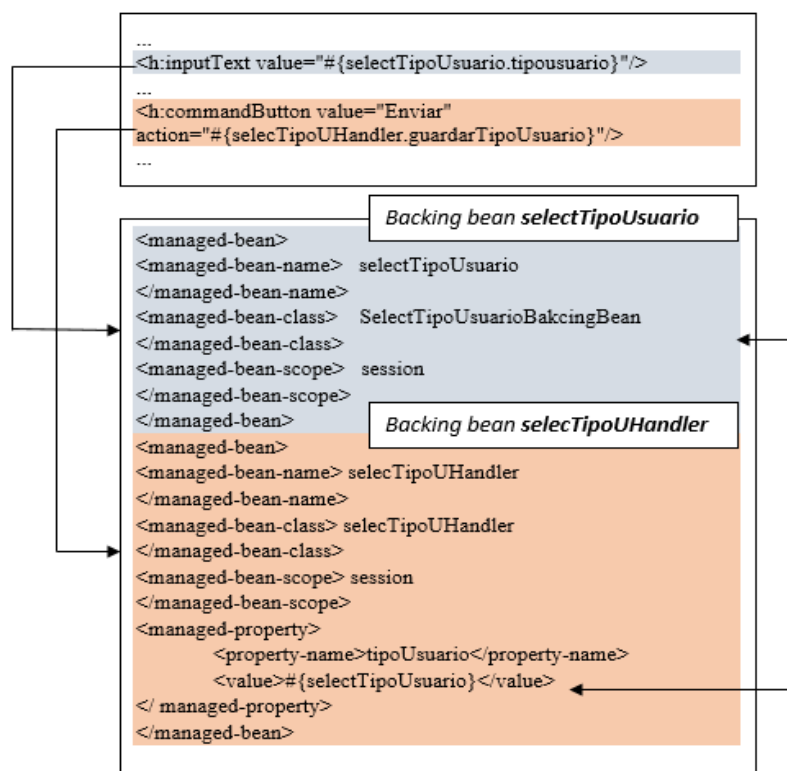 ...
<h:inputText value="#{selectTipoUsuario.tipousuario}"/>
...
<h:commandButton value="Enviar"
action="#{selecTipoUHandler.guardarTipoUsuario}"/>
...
Backing bean selectTipoUsuario
<managed-bean>
<managed-bean-name> selectTipoUsuario
</managed-bean-name>
<managed-bean-class> SelectTipoUsuarioBakcingBean
</managed-bean-class>
<managed-bean-scope> session
</managed-bean-scope>
</managed-bean>
Backing bean selecTipoUHandler
<managed-bean>
<managed-bean-name> selecTipoUHandler
</managed-bean-name>
<managed-bean-class> selecTipoUHandler
</managed-bean-class>
<managed-bean-scope> session
</managed-bean-scope>
<managed-property>
<property-name>tipoUsuario</property-name>
<value>#{selectTipoUsuario}</value>
</ managed-property>
</managed-bean>